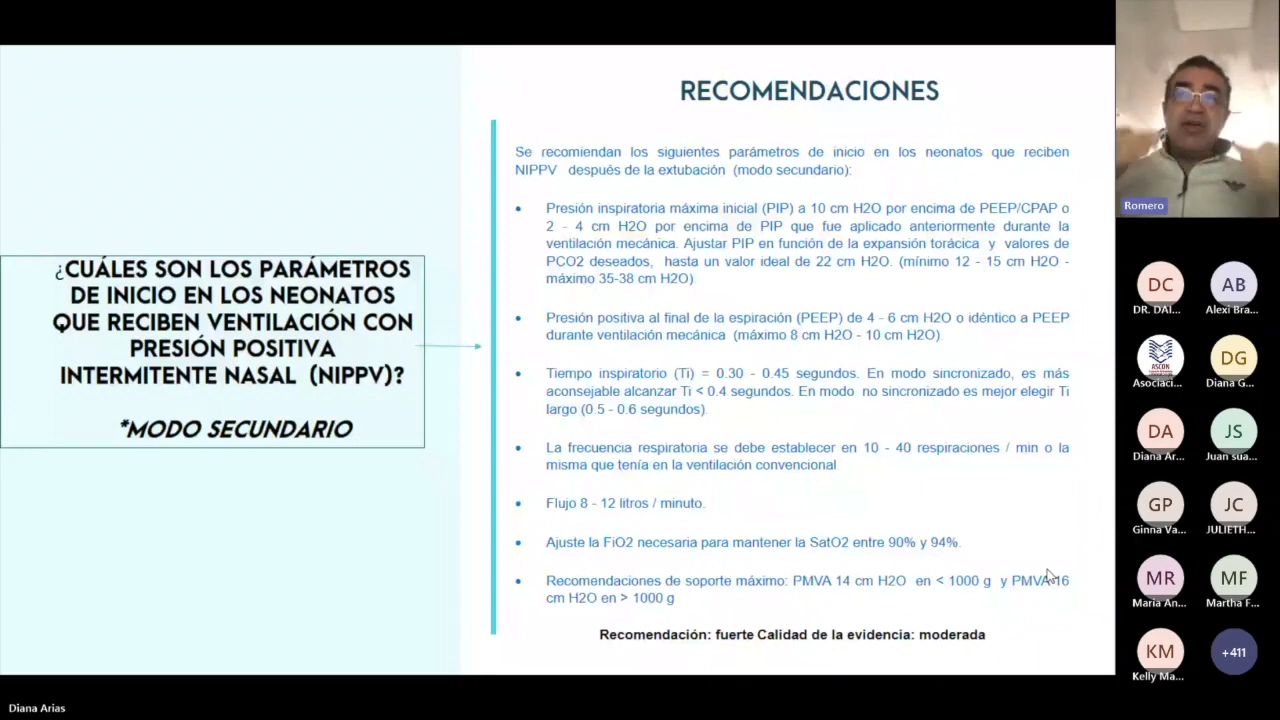 RECOMENDACIONES
Se recomiendan los siguientes parámetros de inicio en los neonatos que reciben
NIPPV después de la extubación (modo secundario):
• Presión inspiratoria máxima inicial (PIP) a 10 cm H2O por encima de PEEP/CPAP o
2 - 4 cm H2O por encima de PIP que fue aplicado anteriormente durante la
ventilación mecánica. Ajustar PIP en función de la expansión torácica y valores de
PCO2 deseados, hasta un valor ideal de 22 cm H2O. (mínimo 12 - 15 cm H2O -
máximo 35-38 cm H2O)
• Presión positiva al final de la espiración (PEEP) de 4 - 6 cm H2O o idéntico a PEEP
durante ventilación mecánica (máximo 8 cm H2O - 10 cm H2O)
• Tiempo inspiratorio (Ti) = 0.30 - 0.45 segundos. En modo sincronizado, es más
aconsejable alcanzar Ti < 0.4 segundos. En modo no sincronizado es mejor elegir Ti
largo (0.5 - 0.6 segundos).
• La frecuencia respiratoria se debe establecer en 10 - 40 respiraciones / min o la
misma que tenía en la ventilación convencional
• Flujo 8 - 12 litros / minuto.
• Ajuste la FiO2 necesaria para mantener la SatO2 entre 90% y 94%.
• Recomendaciones de soporte máximo: PMVA 14 cm H2O en < 1000 g y PMVA 16
cm H2O en > 1000 g
Recomendación: fuerte Calidad de la evidencia: moderada
¿CUÁLES SON LOS PARÁMETROS
DE INICIO EN LOS NEONATOS
QUE RECIBEN VENTILACIÓN CON
PRESIÓN POSITIVA
INTERMITENTE NASAL (NIPPV)?
*MODO SECUNDARIO
Romero
DC
DR. DAI...
AB
Alexi Bra...
ASCON
Asociaci...
DG
Diana G...
DA
Diana Ar...
JS
Juan sua...
GP
Ginna Va...
JC
JULIETH...
MR
Maria An...
MF
Martha F...
KM
Kelly Ma...
+411
Diana Arias